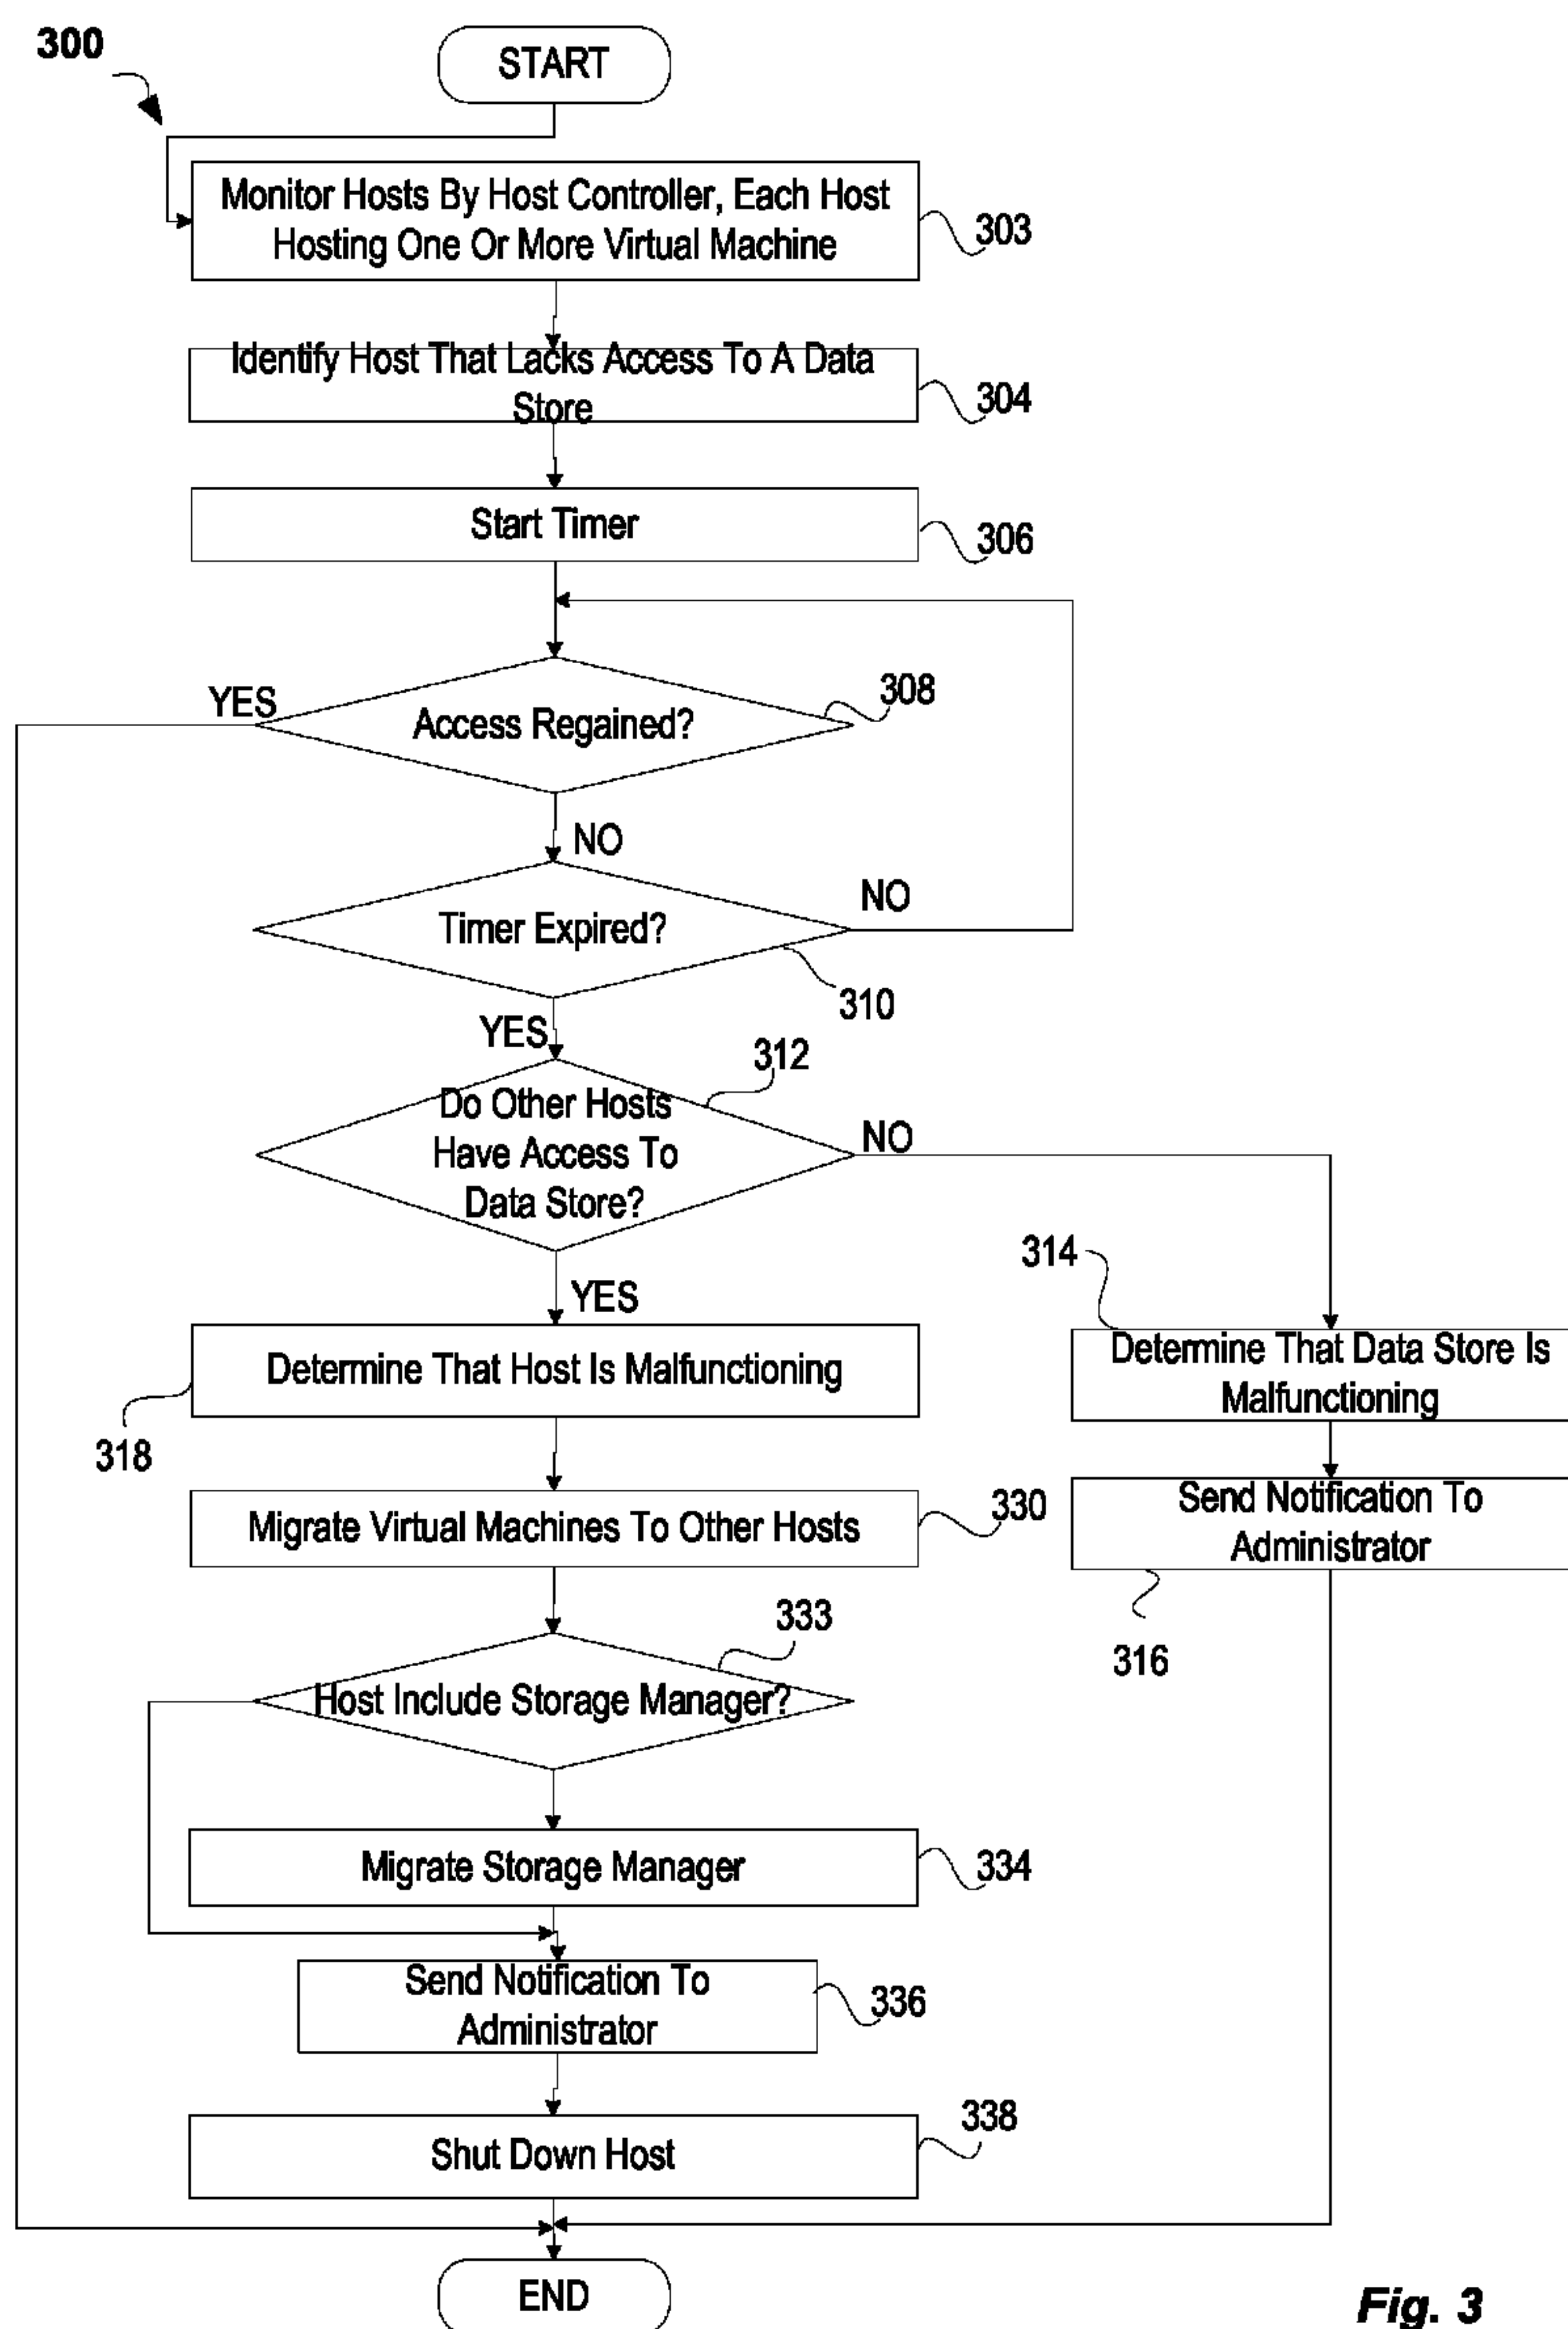 300
START
Monitor Hosts By Host Controller, Each Host
Hosting One Or More Virtual Machine
303
Identify Host That Lacks Access To A Data
Store
304
Start Timer
306
YES
308
Access Regained?
NO
NO
Timer Expired?
310
YES
312
Do Other Hosts
Have Access To
Data Store?
NO
314
YES
Determine That Host Is Malfunctioning
318
Determine That Data Store Is
Malfunctioning
Migrate Virtual Machines To Other Hosts
330
Send Notification To
Administrator
316
333
Host Include Storage Manager?
Migrate Storage Manager
334
Send Notification To
Administrator
336
338
Shut Down Host
END
Fig. 3